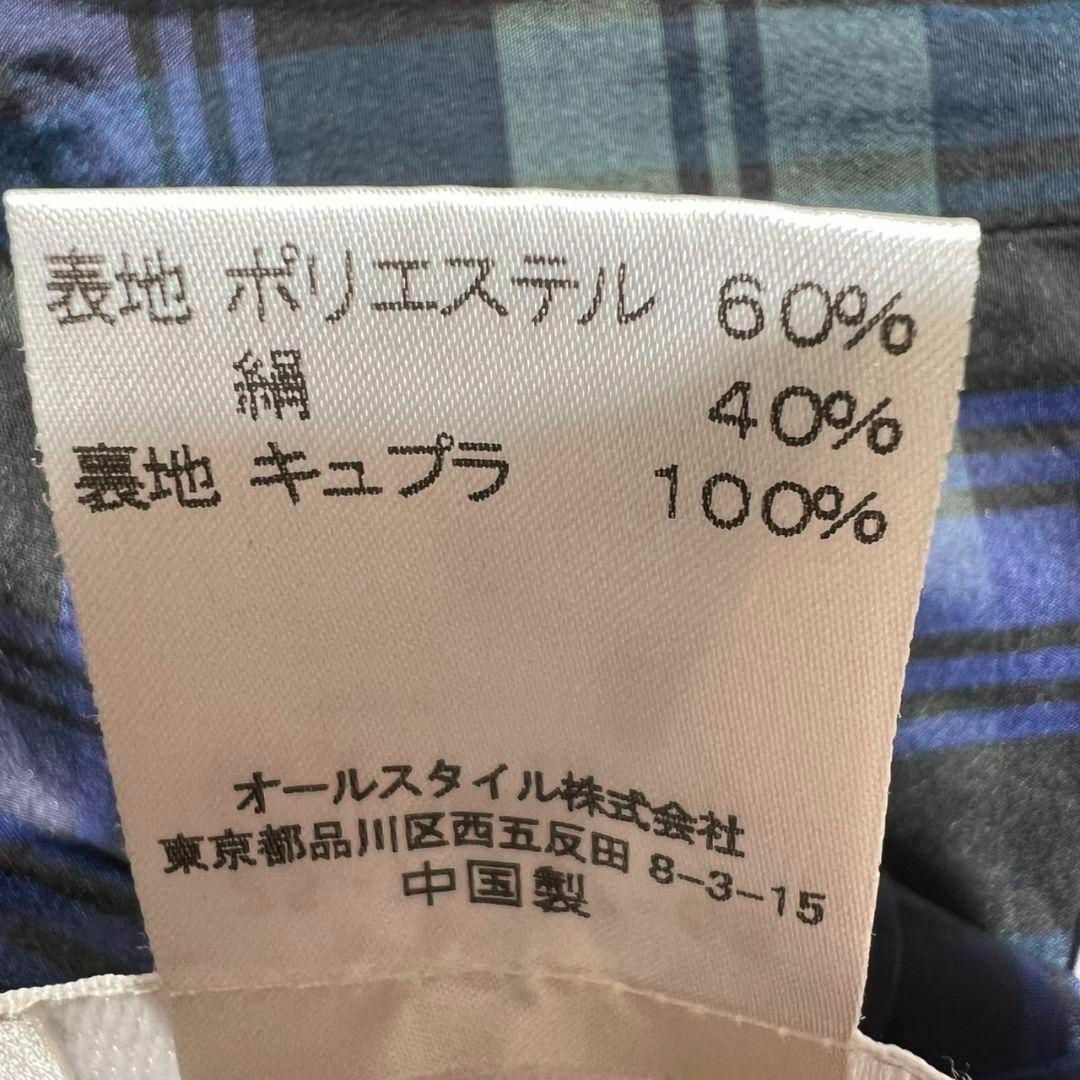 表地 ポリエステル 60%
絹 40%
裏地 キュプラ 100%
オールスタイル株式会社
東京都品川区西五反田 8-3-15
中国製